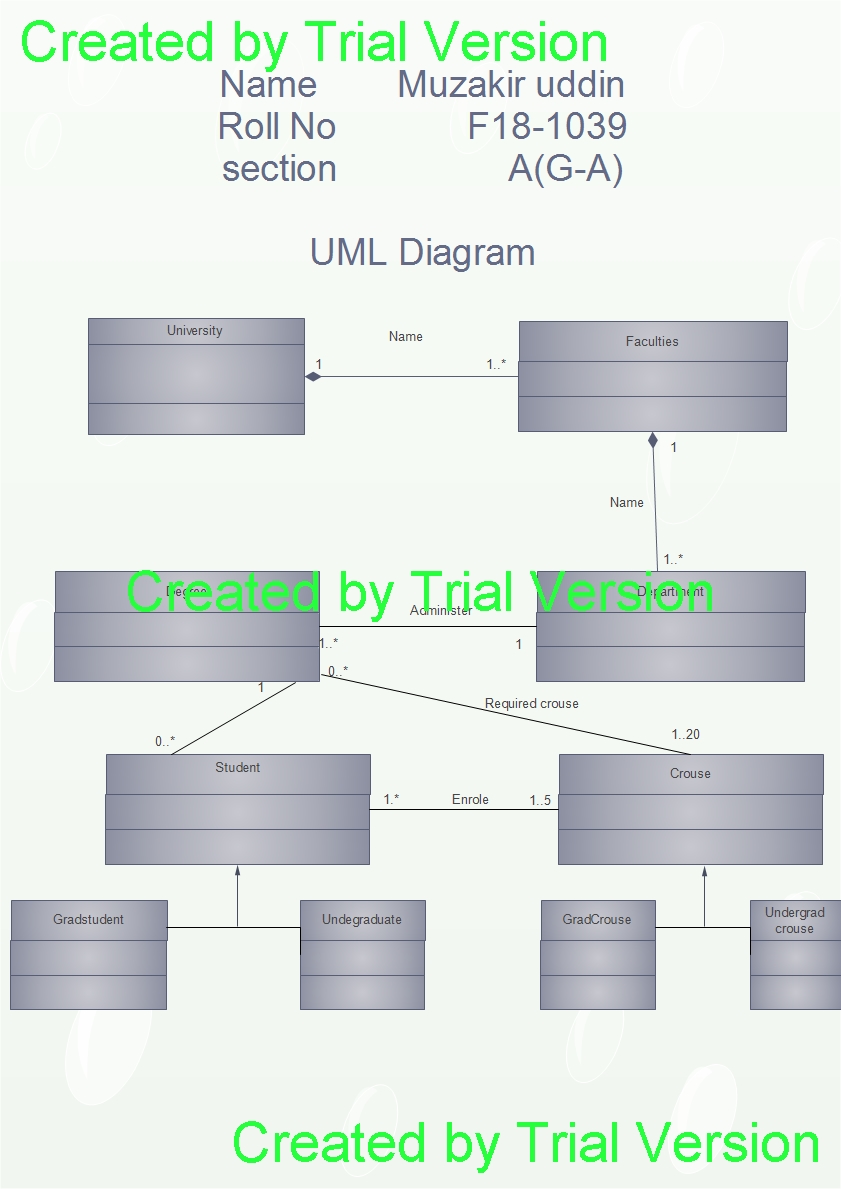 Created by Trial Version
Name Muzakir uddin
Roll No F18-1039
section A(G-A)
UML Diagram
University
Name
Faculties
1
1..*
1
Name
1..*
Created by Trial Version
Degree
Department
Administer
1..*
1
0..*
1
Required crouse
0..*
1..20
Student
Crouse
1.*
Enrole
1..5
Gradstudent
Undegraduate
GradCrouse
Undergrad
crouse
Created by Trial Version